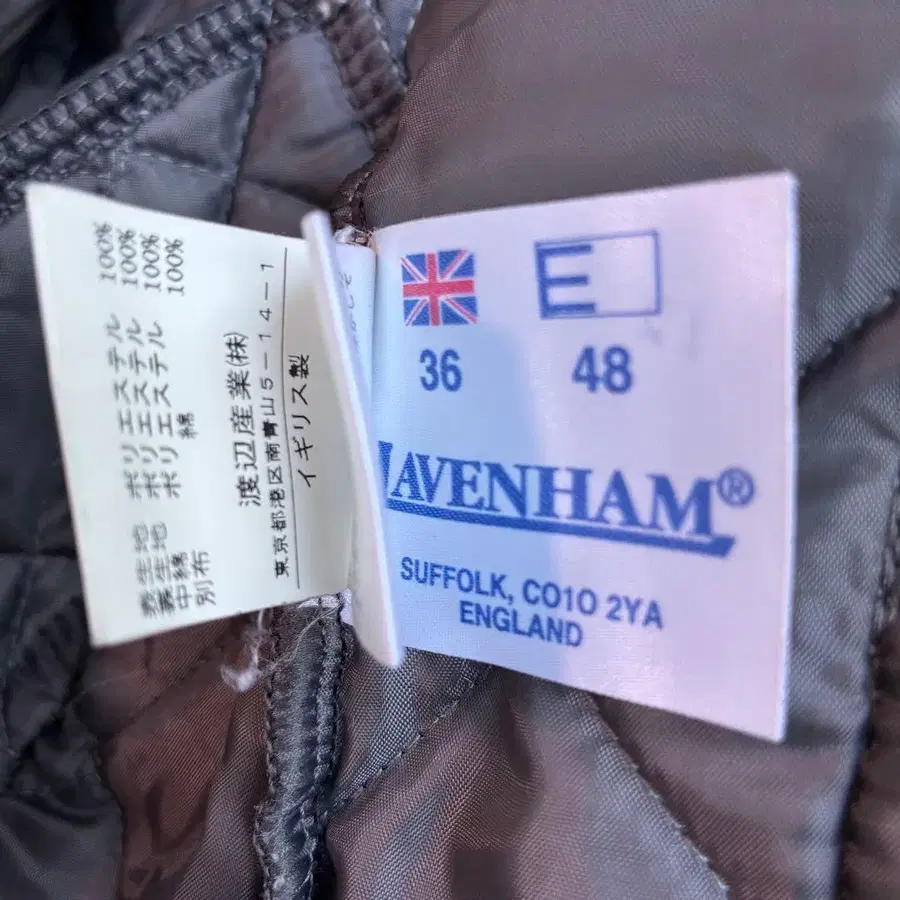 表生地 ポリエステル 100%
裏生地 ポリエステル 100%
中綿 ポリエステル 100%
別布 綿 100%
渡辺産業(株)
東京都港区南青山5-14-1
イギリス製
E
36 48
LAVENHAM®
SUFFOLK, CO10 2YA
ENGLAND